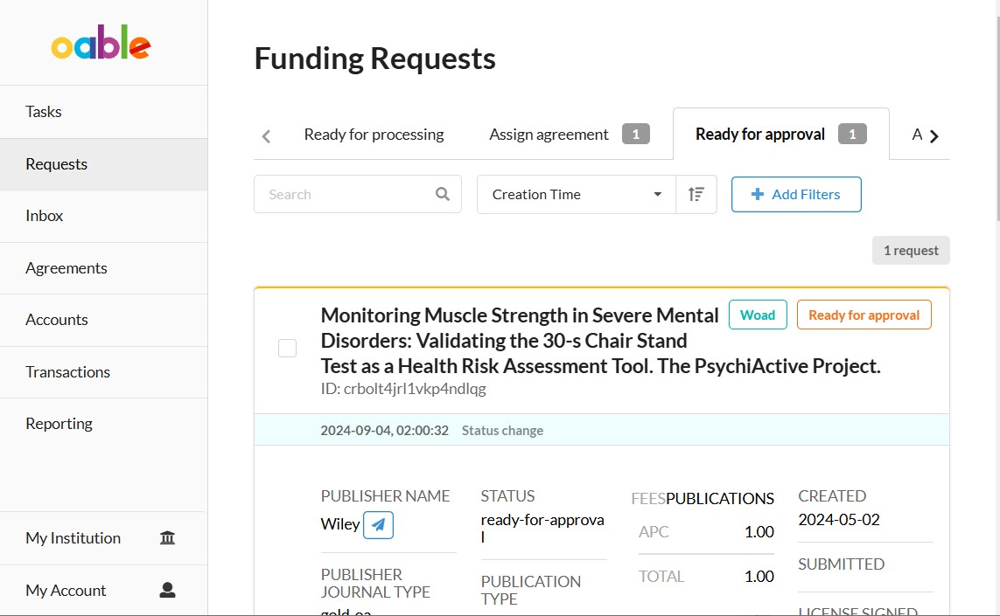 oable
Funding Requests
Tasks
Requests
Inbox
Agreements
Accounts
Transactions
Reporting
My Institution
My Account
Ready for processing
Assign agreement 1
Ready for approval 1
A
Search
Creation Time
Add Filters
1 request
Monitoring Muscle Strength in Severe Mental
Disorders: Validating the 30-s Chair Stand
Test as a Health Risk Assessment Tool. The PsychiActive Project.
Woad
Ready for approval
ID: crbolt4jrl1vkp4ndlqg
2024-09-04, 02:00:32 Status change
PUBLISHER NAME
Wiley
PUBLISHER
JOURNAL TYPE
gold-oa
STATUS
ready-for-approva
l
PUBLICATION
TYPE
FEESPUBLICATIONS
APC 1.00
TOTAL 1.00
CREATED
2024-05-02
SUBMITTED
LICENSE SIGNED